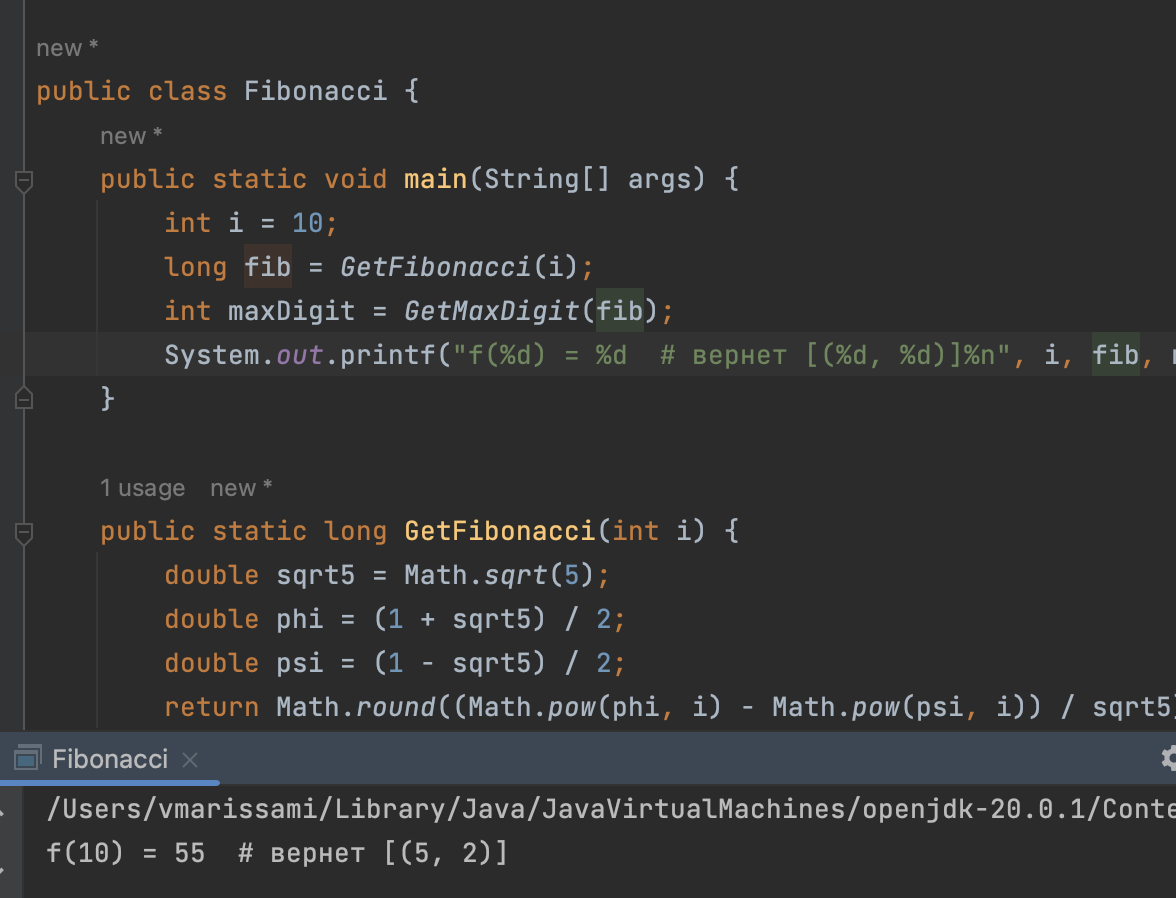 new *
public class Fibonacci {
new *
public static void main(String[] args) {
int i = 10;
long fib = GetFibonacci(i);
int maxDigit = GetMaxDigit(fib);
System.out.printf("f(%d) = %d  # вернет [(%d, %d)]%n", i, fib,
}
1 usage   new *
public static long GetFibonacci(int i) {
double sqrt5 = Math.sqrt(5);
double phi = (1 + sqrt5) / 2;
double psi = (1 - sqrt5) / 2;
return Math.round((Math.pow(phi, i) - Math.pow(psi, i)) / sqrt5
Fibonacci ×
/Users/vmarissami/Library/Java/JavaVirtualMachines/openjdk-20.0.1/Conte
f(10) = 55  # вернет [(5, 2)]